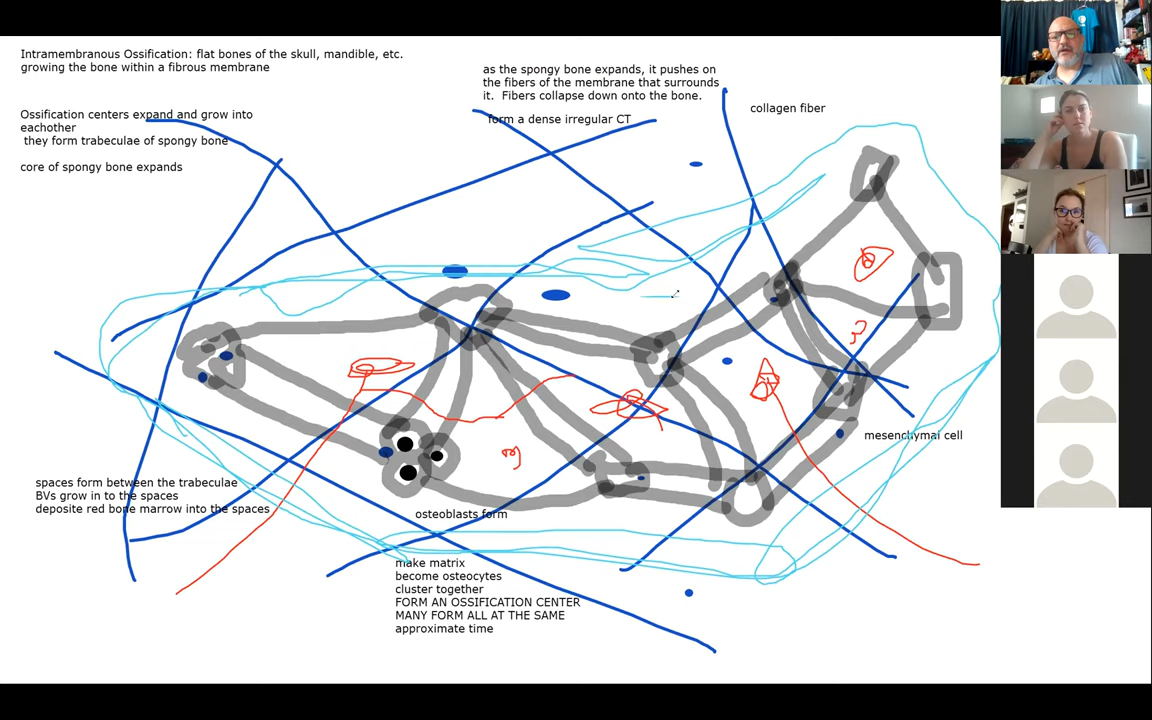 Intramembranous Ossification: flat bones of the skull, mandible, etc.
growing the bone within a fibrous membrane
Ossification centers expand and grow into
eachother
they form trabeculae of spongy bone
core of spongy bone expands
as the spongy bone expands, it pushes on
the fibers of the membrane that surrounds
it.  Fibers collapse down onto the bone.
form a dense irregular CT
collagen fiber
mesenchymal cell
spaces form between the trabeculae
BVs grow in to the spaces
deposite red bone marrow into the spaces
osteoblasts form
make matrix
become osteocytes
cluster together
FORM AN OSSIFICATION CENTER
MANY FORM ALL AT THE SAME
approximate time